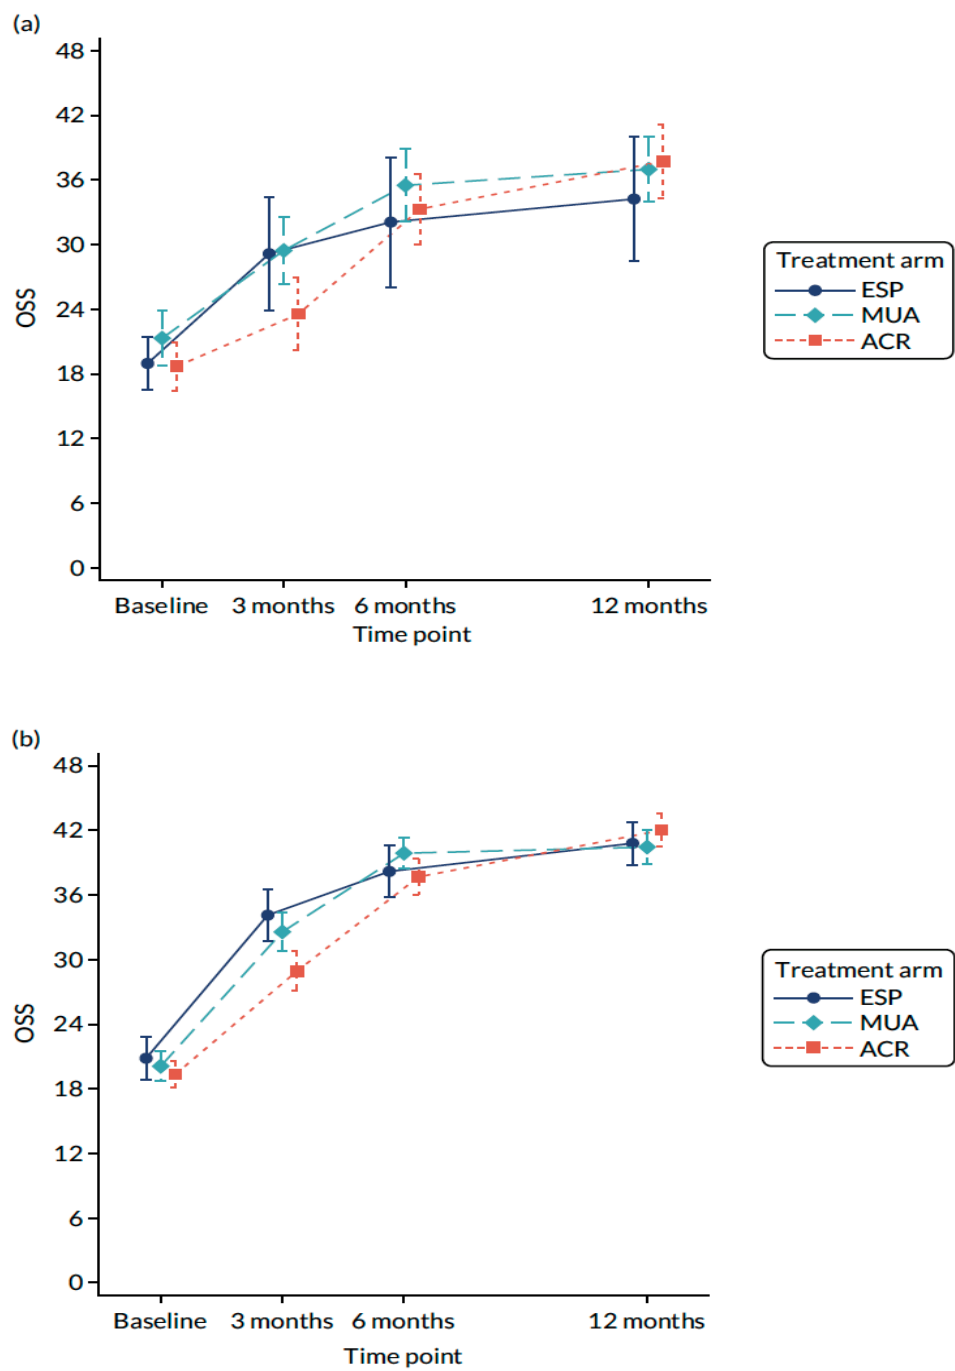 (a)
48
42
36
30
24
18
12
6
0
OSS
Baseline 3 months 6 months 12 months
Time point
Treatment arm
ESP
MUA
ACR
(b)
48
42
36
30
24
18
12
6
0
OSS
Baseline 3 months 6 months 12 months
Time point
Treatment arm
ESP
MUA
ACR